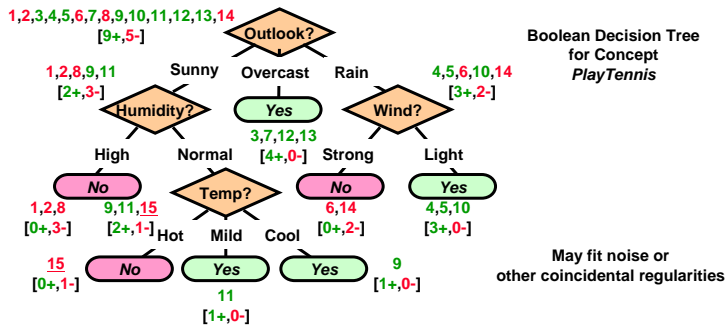 1,2,3,4,5,6,7,8,9,10,11,12,13,14
[9+,5-]
Outlook?
Boolean Decision Tree
for Concept
PlayTennis
Sunny
Overcast
Rain
1,2,8,9,11
[2+,3-]
4,5,6,10,14
[3+,2-]
Humidity?
Yes
Wind?
3,7,12,13
[4+,0-]
High
Normal
Strong
Light
No
Temp?
No
Yes
1,2,8
[0+,3-]
9,11,15
[2+,1-]
6,14
[0+,2-]
4,5,10
[3+,0-]
Hot
Mild
Cool
15
[0+,1-]
No
Yes
Yes
9
[1+,0-]
11
[1+,0-]
May fit noise or
other coincidental regularities